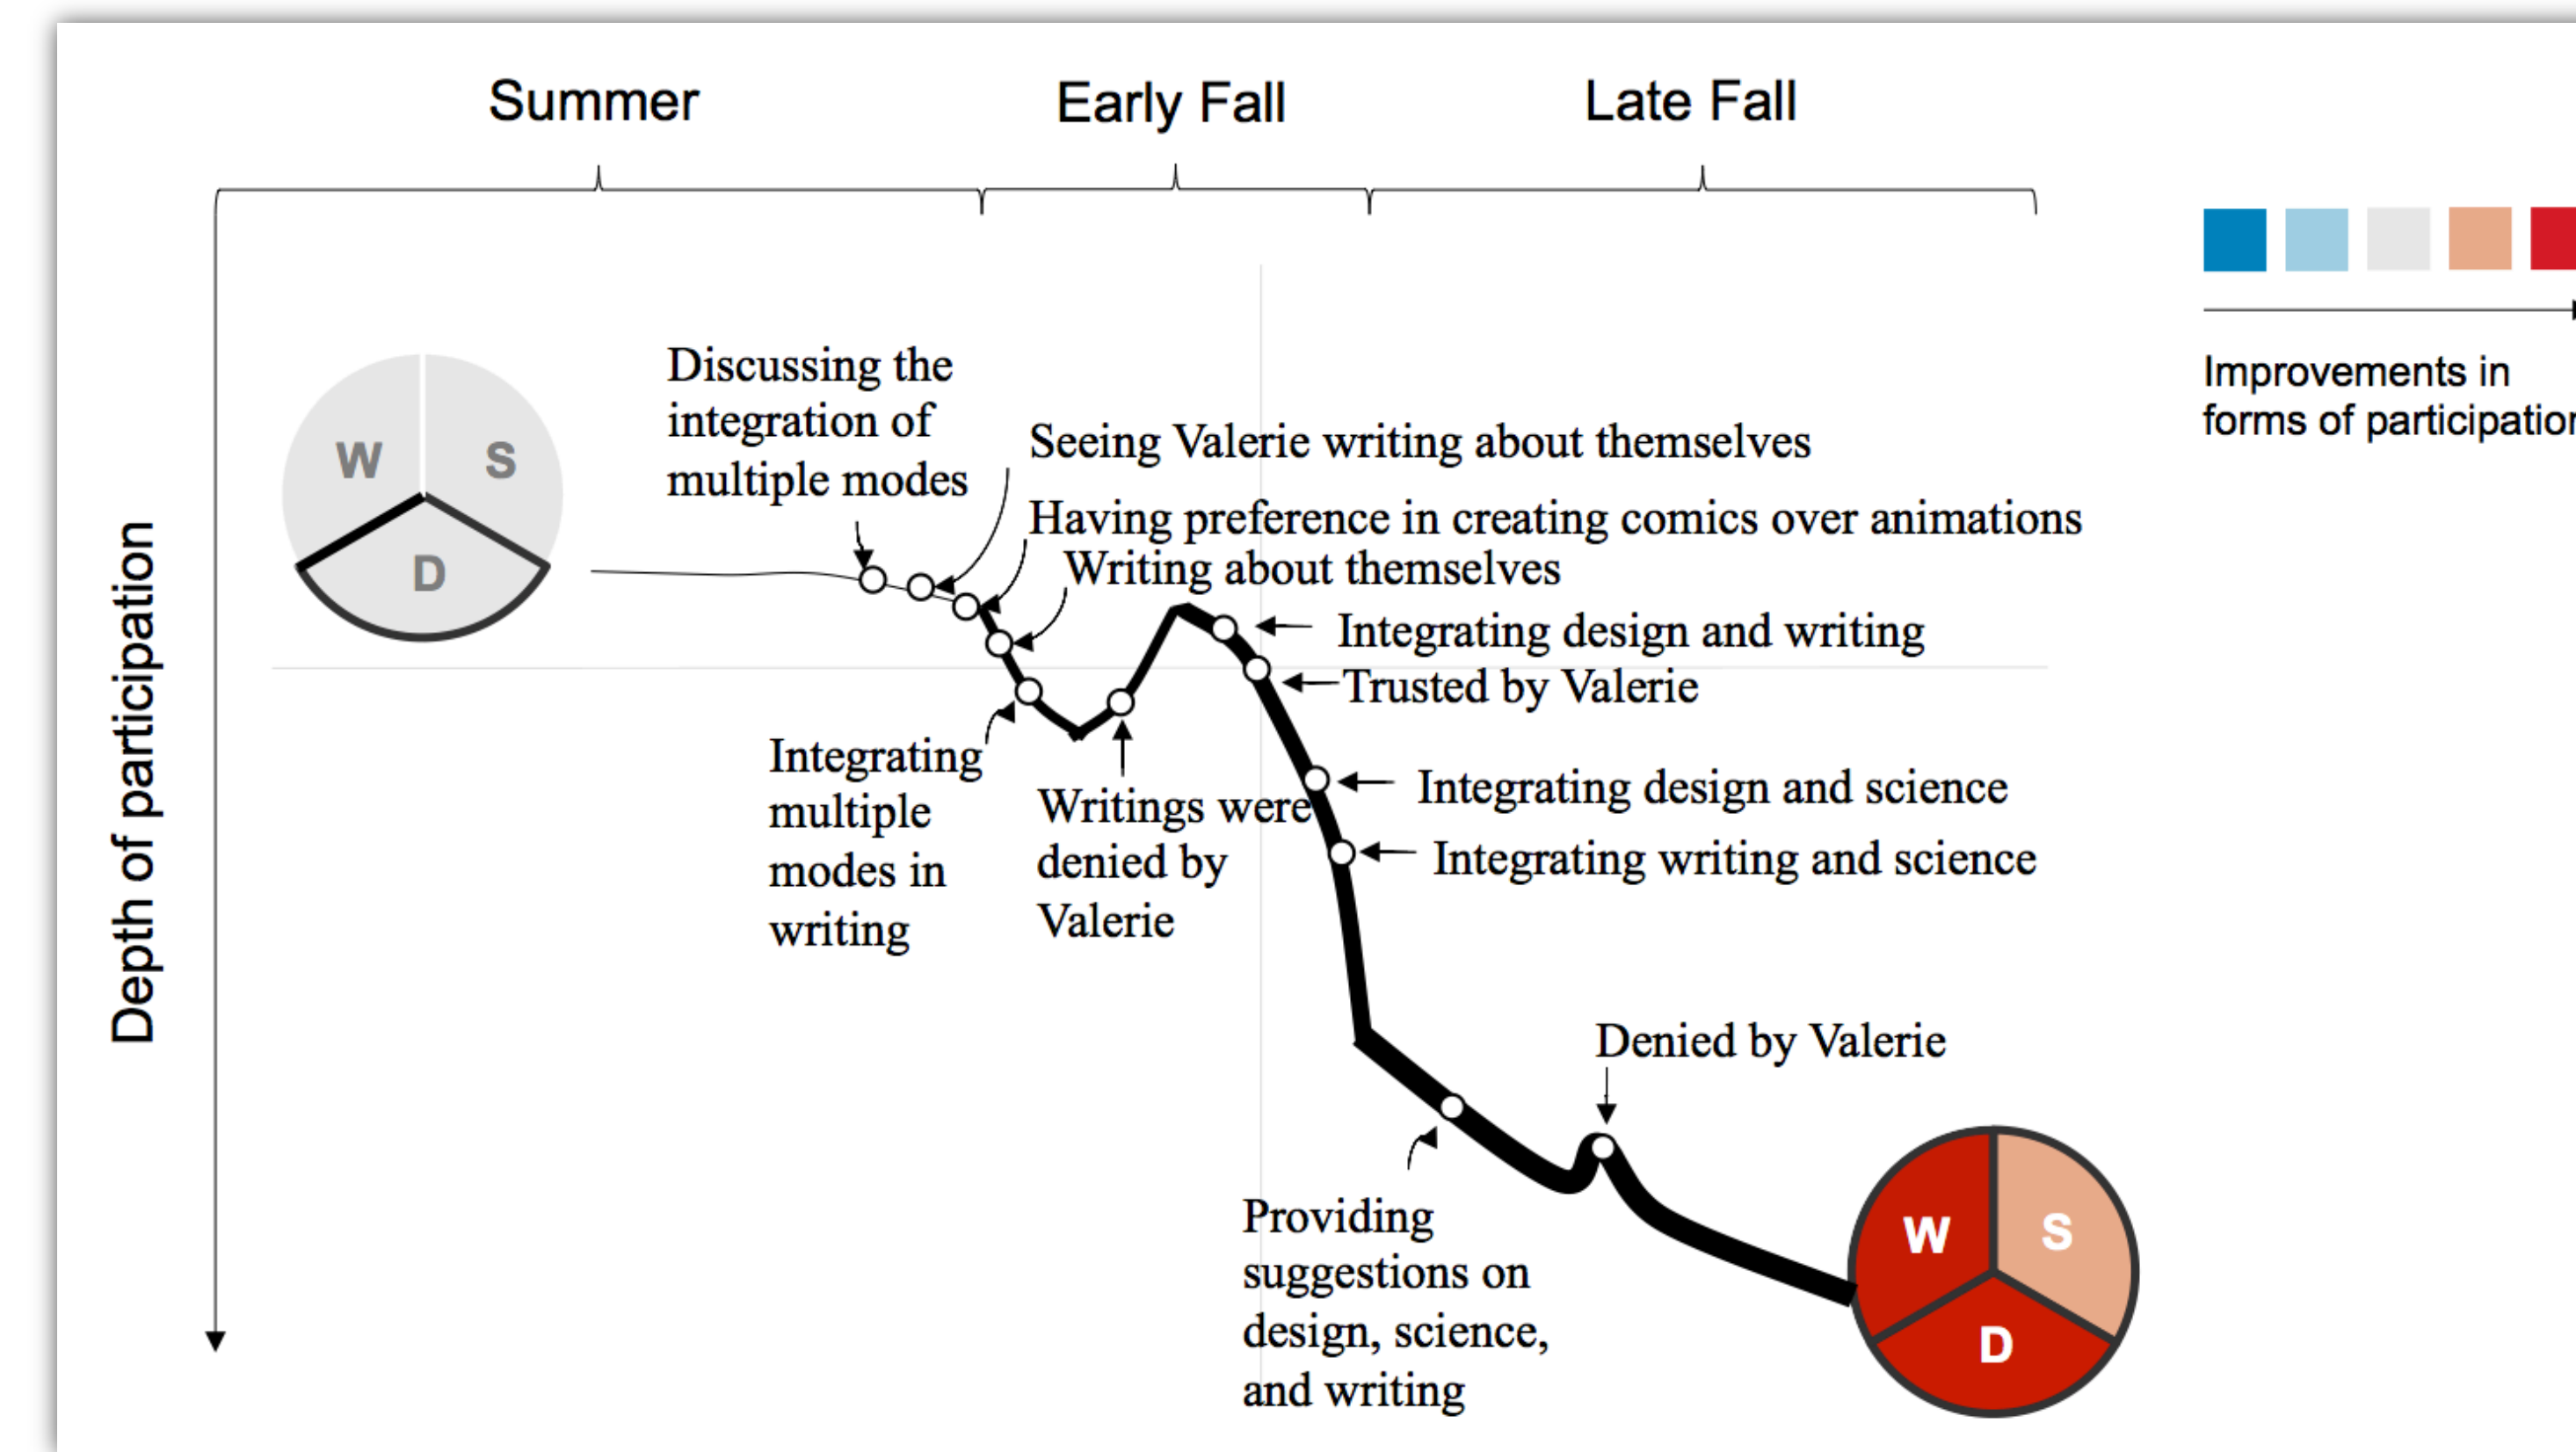 Summer
Early Fall
Late Fall
Improvements in
forms of participation
Depth of participation
W
S
D
Discussing the
integration of
multiple modes
Seeing Valerie writing about themselves
Having preference in creating comics over animations
Writing about themselves
Integrating design and writing
Trusted by Valerie
Integrating
multiple
modes in
writing
Writings were
denied by
Valerie
Integrating design and science
Integrating writing and science
Denied by Valerie
Providing
suggestions on
design, science,
and writing
W
S
D